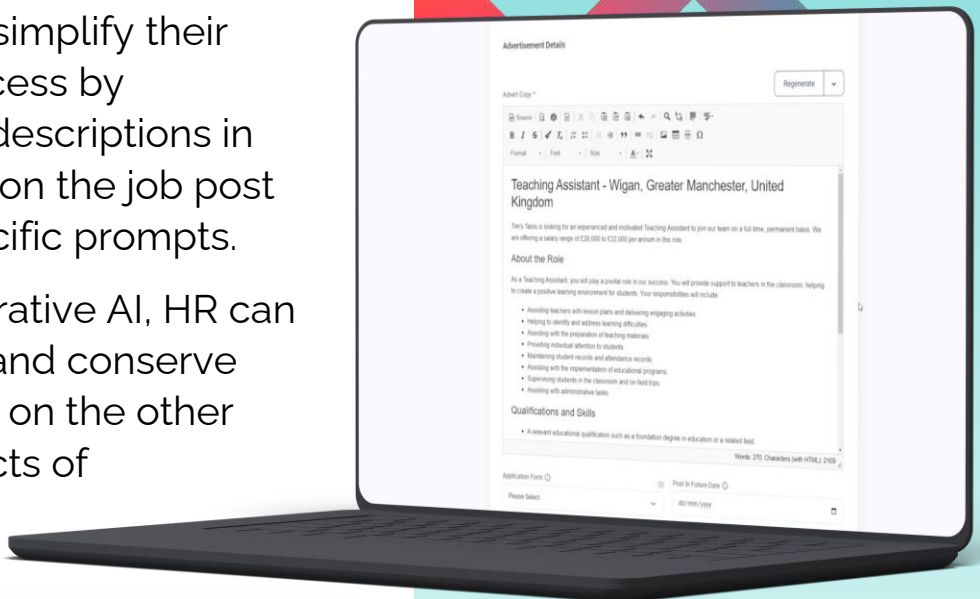 simplify their
cess by
descriptions in
on the job post
cific prompts.
rative AI, HR can
and conserve
on the other
cts of
Advertisement Details
Regenerate
Advert Copy *
Source
B I S
Format Font Size A
Teaching Assistant - Wigan, Greater Manchester, United
Kingdom
Tim's Tates is looking for an experienced and motivated Teaching Assistant to join our team on a full-time, permanent basis. We
are offering a salary range of £28,000 to £32,000 per annum in this role.
About the Role
As a Teaching Assistant, you will play a pivotal role in our success. You will provide support to teachers in the classroom, helping
to create a positive learning environment for students. Your responsibilities will include:
• Assisting teachers with lesson plans and delivering engaging activities.
• Helping to identify and address learning difficulties.
• Assisting with the preparation of teaching materials.
• Providing individual attention to students.
• Maintaining student records and attendance records.
• Assisting with the implementation of educational programs.
• Supervising students in the classroom and on field trips.
• Assisting with administrative tasks.
Qualifications and Skills
• A relevant educational qualification such as a foundation degree in education or a related field.
Words: 270, Characters (with HTML): 2109
Application Form
Post In Future Date
Please Select
dd/mm/yyyy